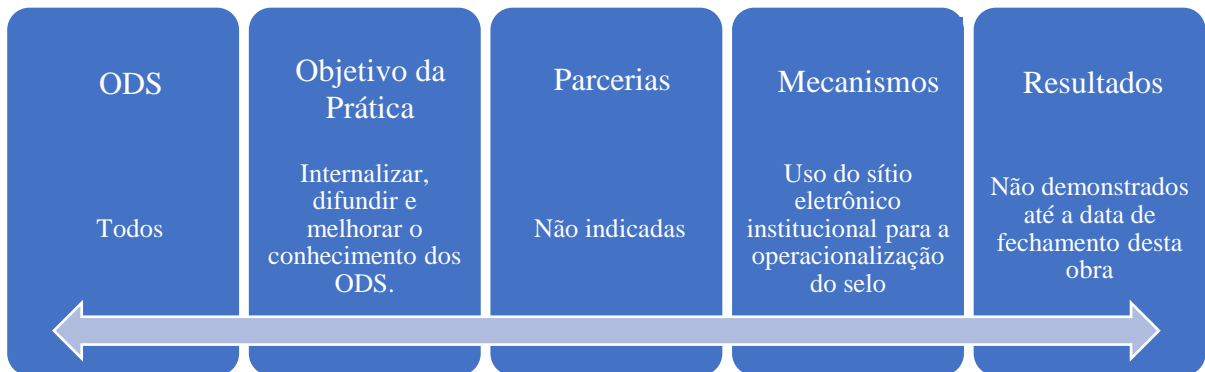 ODS
Todos
Objetivo da
Prática
Internalizar,
difundir e
melhorar o
conhecimento dos
ODS.
Parcerias
Não indicadas
Mecanismos
Uso do sítio
eletrônico
institucional para a
operacionalização
do selo
Resultados
Não demonstrados
até a data de
fechamento desta
obra